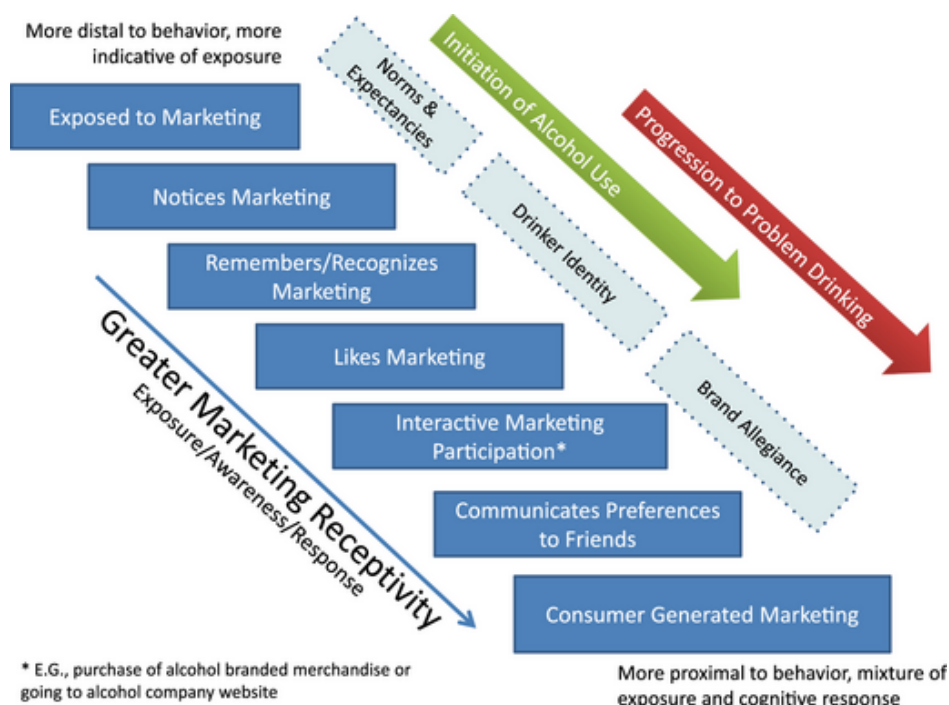 More distal to behavior, more
indicative of exposure
Exposed to Marketing
Notices Marketing
Remembers/Recognizes
Marketing
Likes Marketing
Interactive Marketing
Participation*
Communicates Preferences
to Friends
Consumer Generated Marketing
Norms &
Expectancies
Drinker Identity
Brand Allegiance
Initiation of Alcohol Use
Progression to Problem Drinking
Greater Marketing Receptivity
Exposure/Awareness/Response
* E.G., purchase of alcohol branded merchandise or
going to alcohol company website
More proximal to behavior, mixture of
exposure and cognitive response